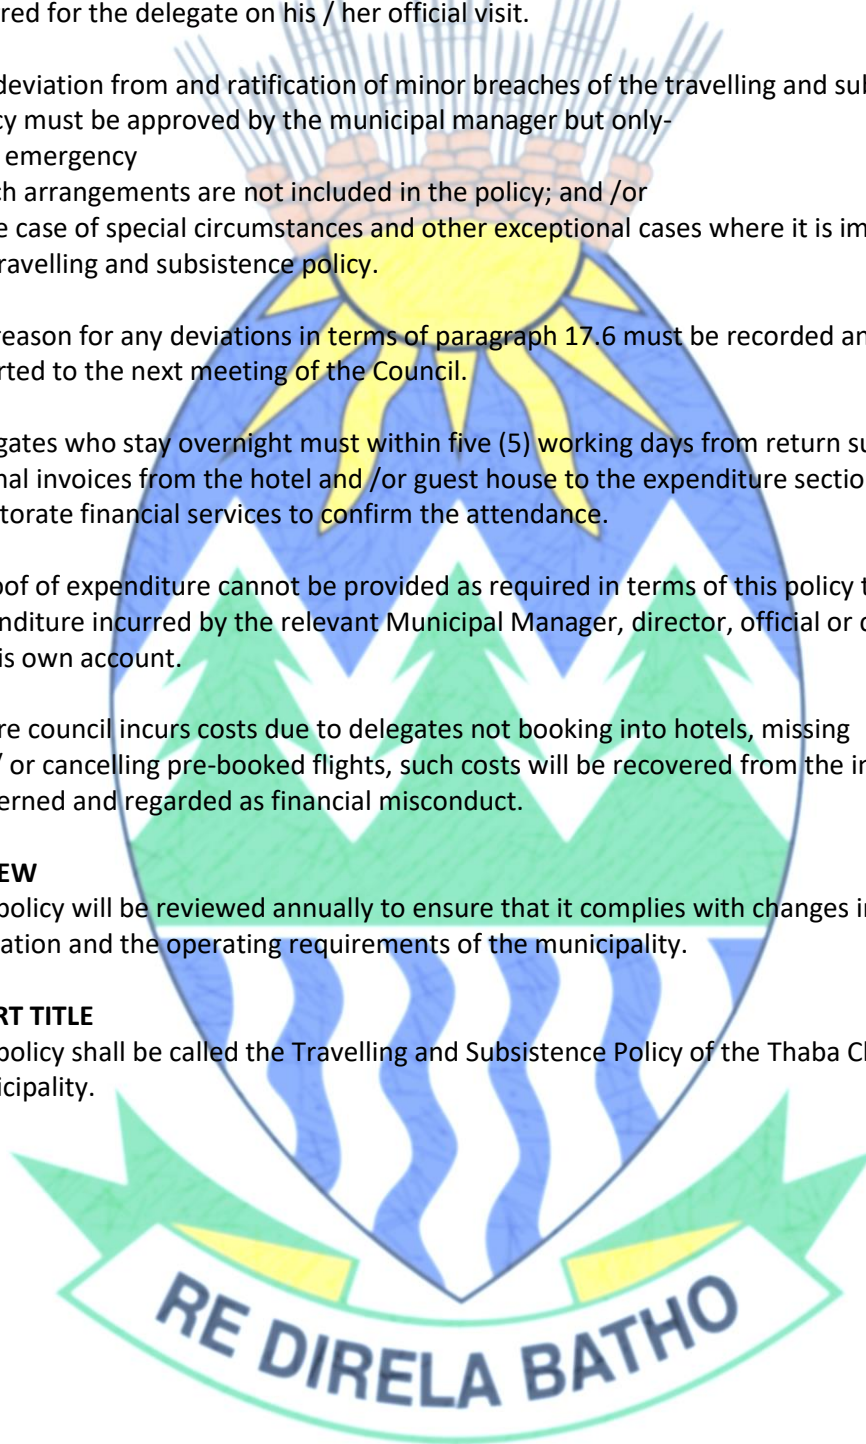 red for the delegate on his / her official visit.
deviation from and ratification of minor breaches of the travelling and sub
cy must be approved by the municipal manager but only-
emergency
ch arrangements are not included in the policy; and /or
e case of special circumstances and other exceptional cases where it is im
ravelling and subsistence policy.
reason for any deviations in terms of paragraph 17.6 must be recorded an
rted to the next meeting of the Council.
gates who stay overnight must within five (5) working days from return su
nal invoices from the hotel and /or guest house to the expenditure sectio
torate financial services to confirm the attendance.
oof of expenditure cannot be provided as required in terms of this policy t
nditure incurred by the relevant Municipal Manager, director, official or c
is own account.
re council incurs costs due to delegates not booking into hotels, missing
/ or cancelling pre-booked flights, such costs will be recovered from the in
erned and regarded as financial misconduct.
EW
policy will be reviewed annually to ensure that it complies with changes in
ation and the operating requirements of the municipality.
RT TITLE
policy shall be called the Travelling and Subsistence Policy of the Thaba Ch
icipality.
RE DIRELA BATHO